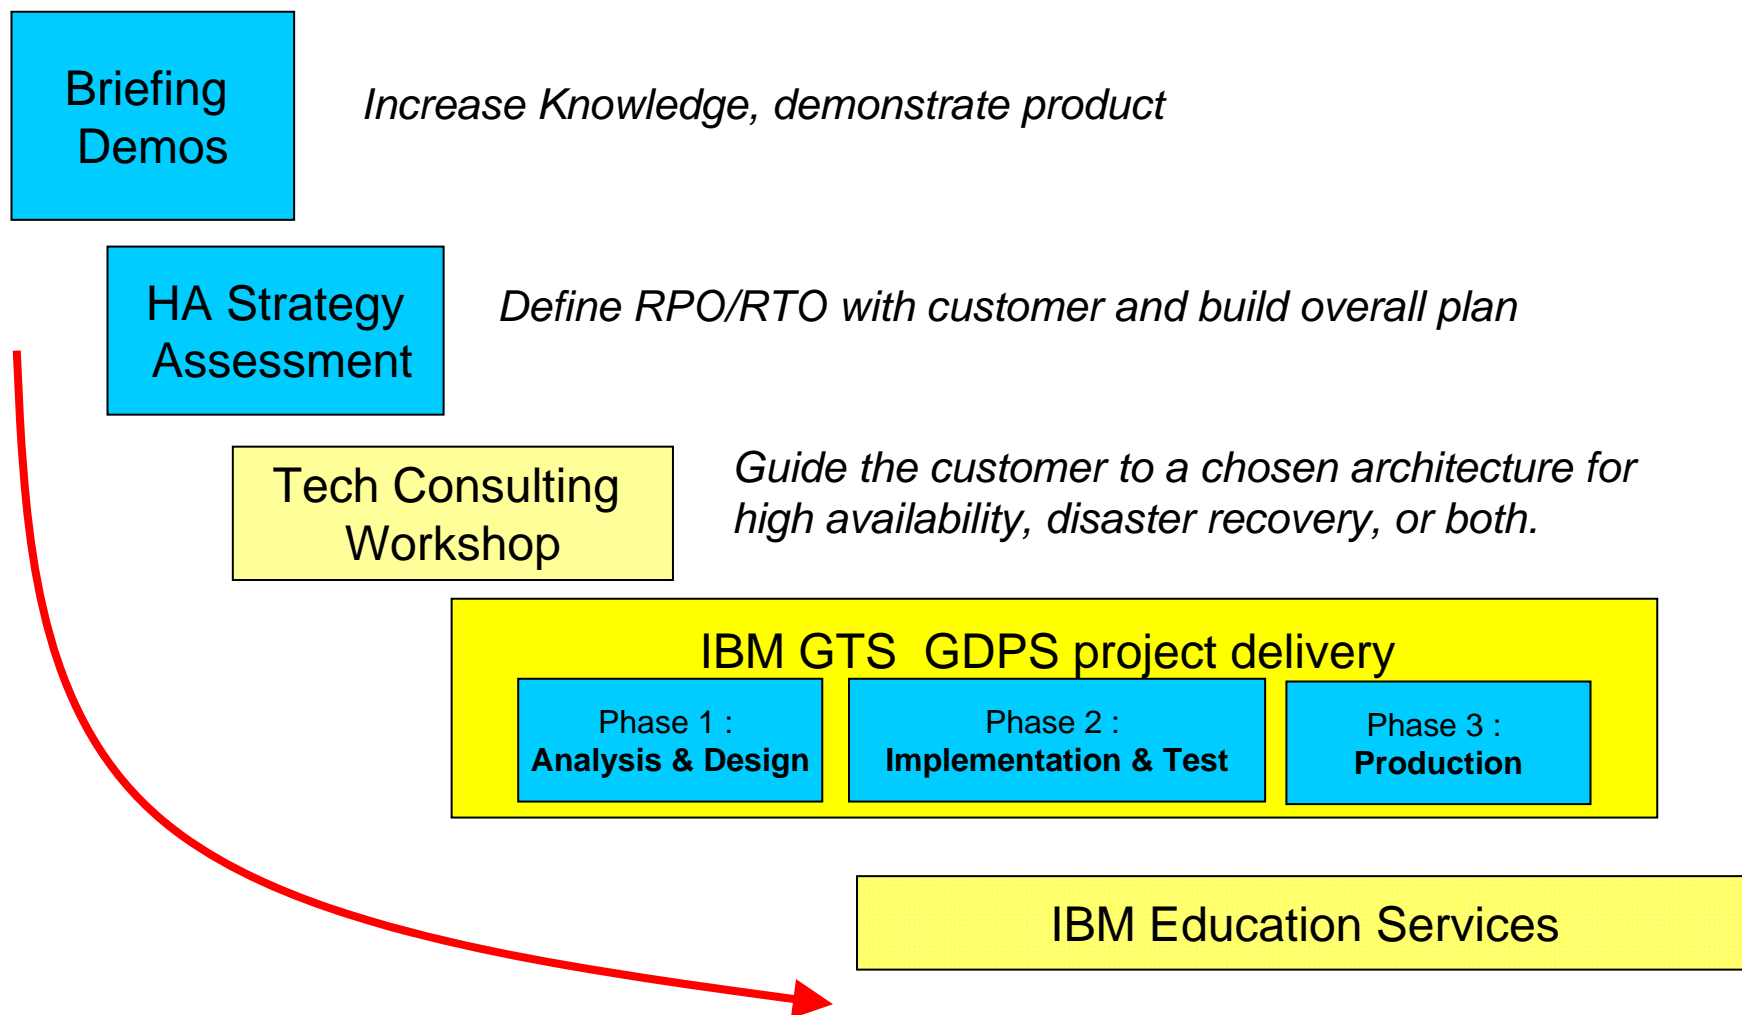 Briefing
Demos
Increase Knowledge, demonstrate product
HA Strategy
Assessment
Define RPO/RTO with customer and build overall plan
Tech Consulting
Workshop
Guide the customer to a chosen architecture for
high availability, disaster recovery, or both.
IBM GTS  GDPS project delivery
Phase 1 :
Analysis & Design
Phase 2 :
Implementation & Test
Phase 3 :
Production
IBM Education Services